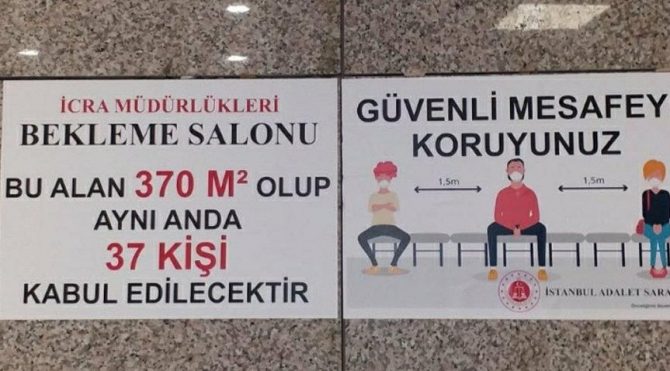 İCRA MÜDÜRLÜKLERİ
BEKLEME SALONU
BU ALAN 370 M² OLUP
AYNI ANDA
37 KİŞİ
KABUL EDİLECEKTİR
GÜVENLİ MESAFEY
KORUYUNUZ
1,5m
1,5m
İSTANBUL ADALET SARA